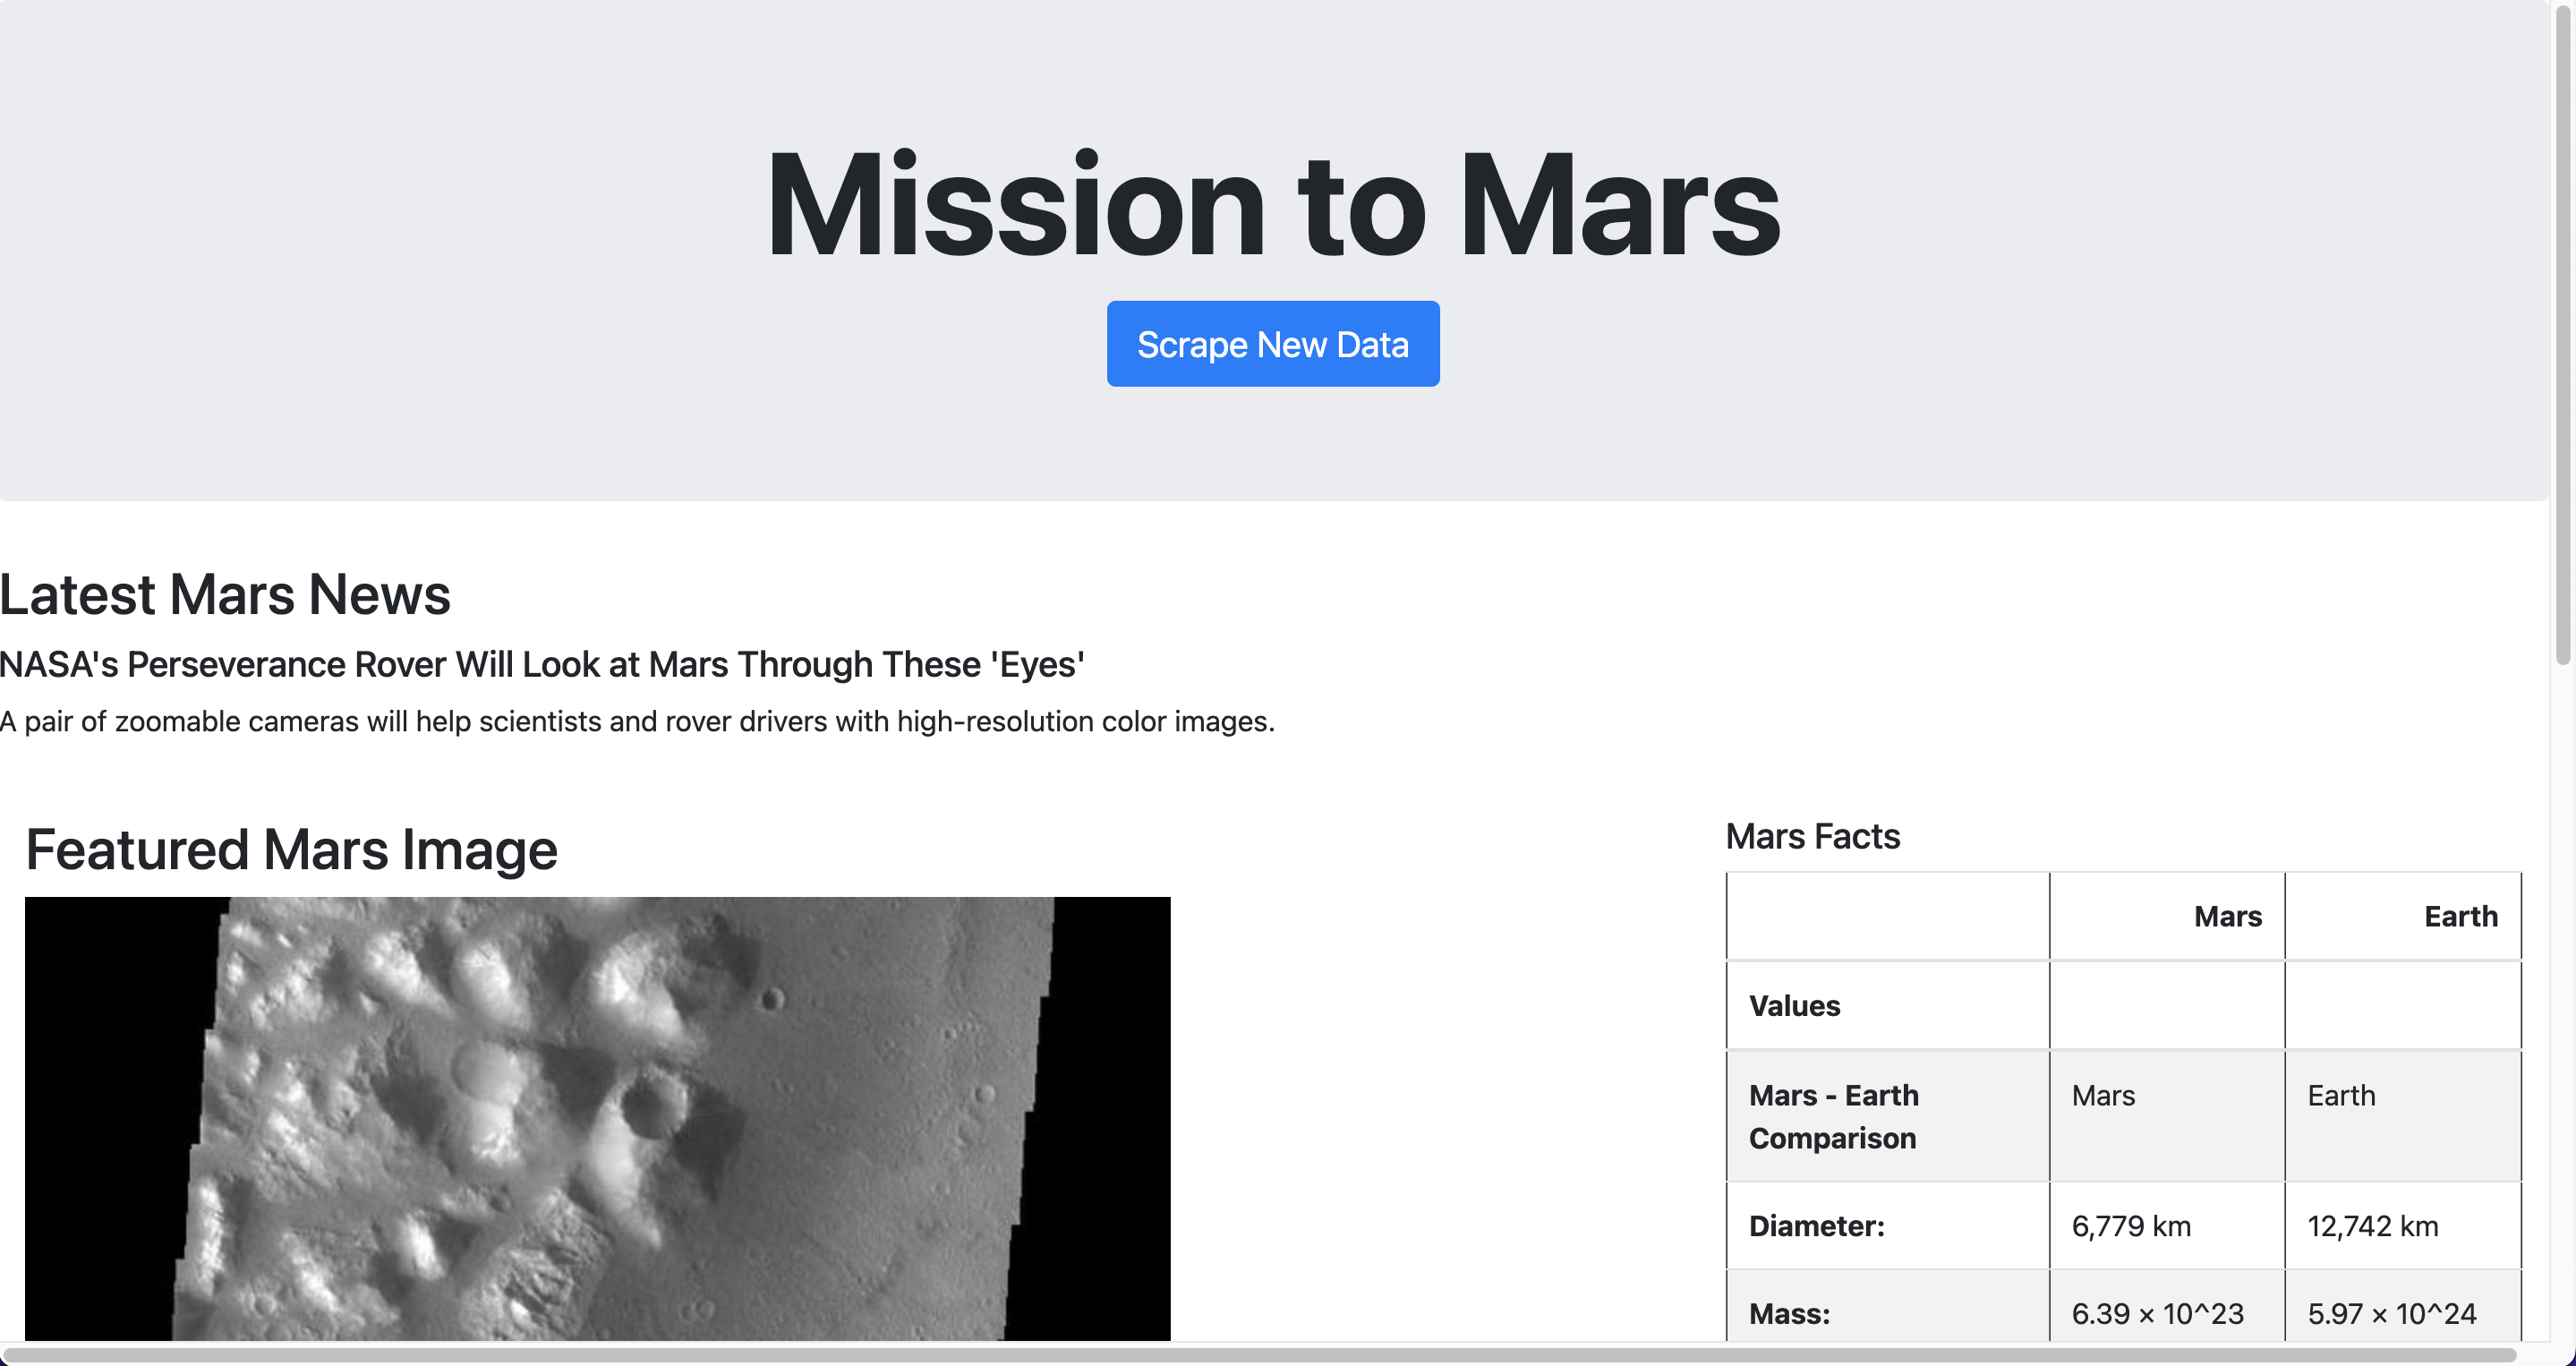 Mission to Mars
Scrape New Data
Latest Mars News
NASA's Perseverance Rover Will Look at Mars Through These 'Eyes'
A pair of zoomable cameras will help scientists and rover drivers with high-resolution color images.
Featured Mars Image
Mars Facts
Mars Earth
Values
Mars - Earth Comparison Mars Earth
Diameter: 6,779 km 12,742 km
Mass: 6.39 × 10^23 5.97 × 10^24